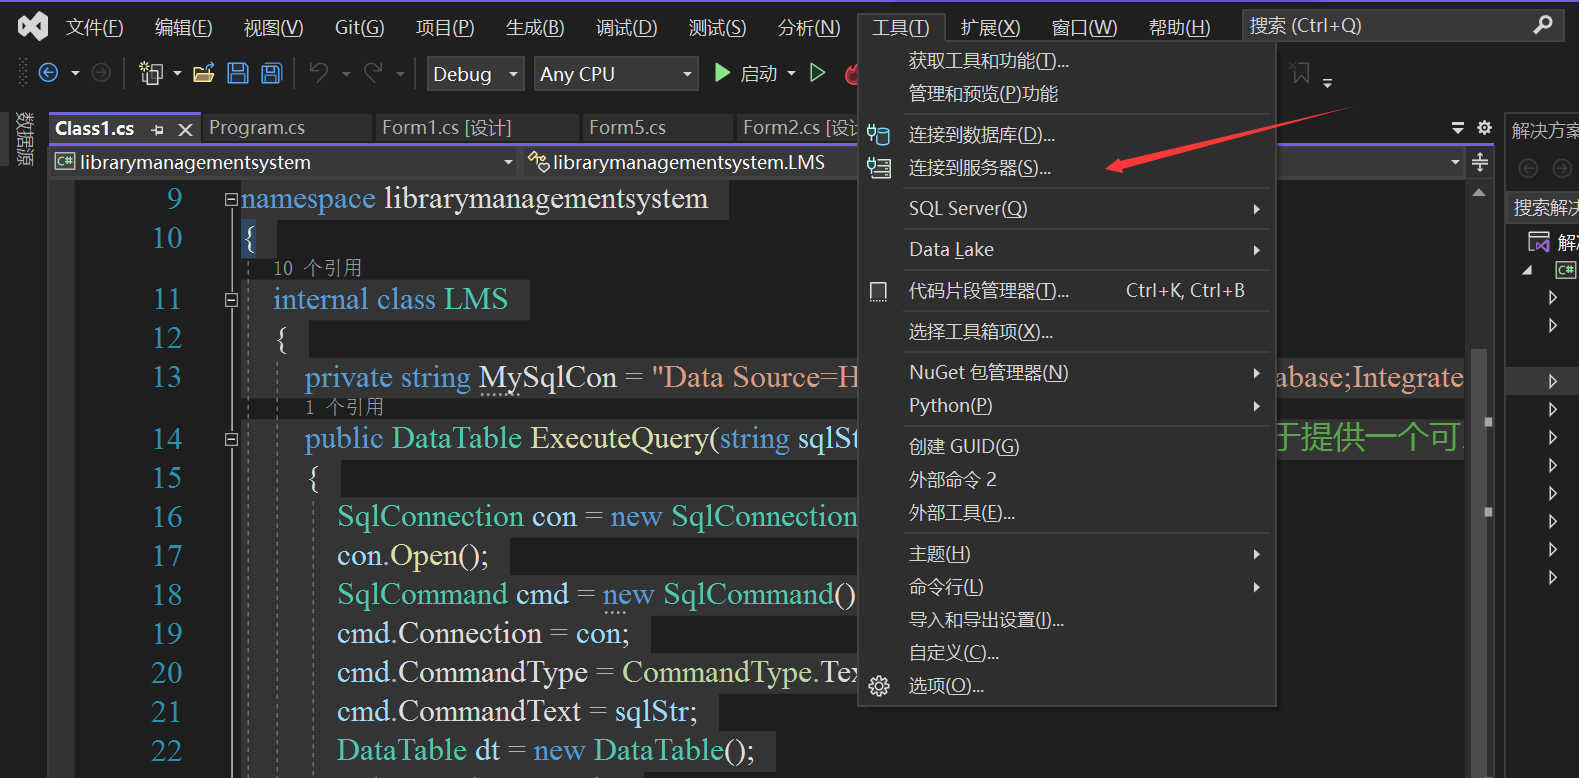 文件(F) 编辑(E) 视图(V) Git(G) 项目(P) 生成(B) 调试(D) 测试(S) 分析(N) 工具(T) 扩展(X) 窗口(W) 帮助(H) 搜索 (Ctrl+Q)
Debug Any CPU 启动
数据源
Class1.cs Program.cs Form1.cs [设计] Form5.cs Form2.cs [设
librarymanagementsystem librarymanagementsystem.LMS
9 namespace librarymanagementsystem
10 {
10 个引用
11 internal class LMS
12 {
13 private string MySqlCon = "Data Source=H abase;Integrate
1 个引用
14 public DataTable ExecuteQuery(string sqlSt 于提供一个可
15 {
16 SqlConnection con = new SqlConnection
17 con.Open();
18 SqlCommand cmd = new SqlCommand()
19 cmd.Connection = con;
20 cmd.CommandType = CommandType.Tex
21 cmd.CommandText = sqlStr;
22 DataTable dt = new DataTable();
获取工具和功能(T)...
管理和预览(P)功能
连接到数据库(D)...
连接到服务器(S)...
SQL Server(Q)
Data Lake
代码片段管理器(T)... Ctrl+K, Ctrl+B
选择工具箱项(X)...
NuGet 包管理器(N)
Python(P)
创建 GUID(G)
外部命令 2
外部工具(E)...
主题(H)
命令行(L)
导入和导出设置(I)...
自定义(C)...
选项(O)...
解决方案
搜索解决
解
C#